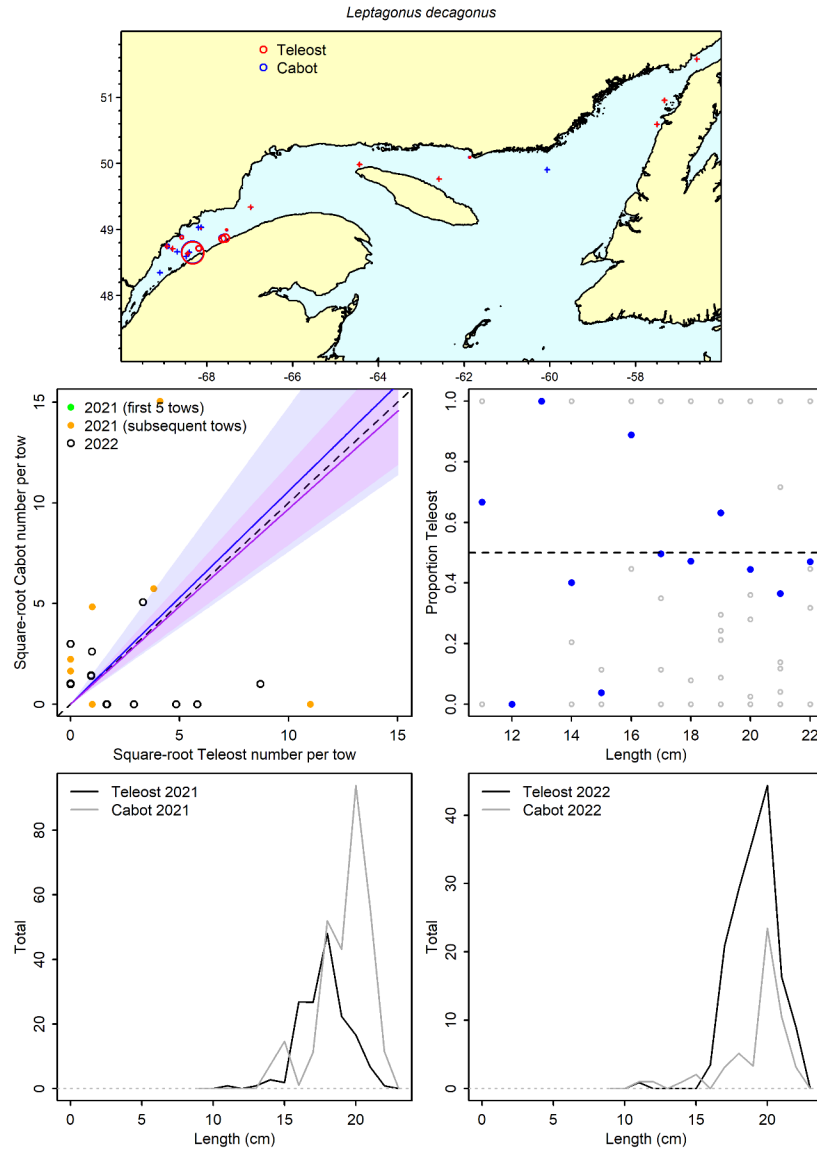 Leptagonus decagonus
Teleost
Cabot
51
50
49
48
-68 -66 -64 -62 -60 -58
2021 (first 5 tows)
2021 (subsequent tows)
2022
Square-root Cabot number per tow
15
10
5
0
0 5 10 15
Square-root Teleost number per tow
Proportion Teleost
1.0
0.8
0.6
0.4
0.2
0.0
12 14 16 18 20 22
Length (cm)
Teleost 2021
Cabot 2021
Total
80
60
40
20
0
0 5 10 15 20
Length (cm)
Teleost 2022
Cabot 2022
Total
40
30
20
10
0
0 5 10 15 20
Length (cm)